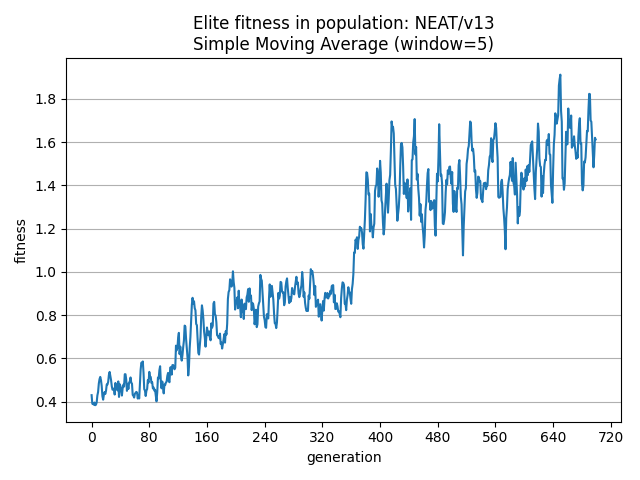 Elite fitness in population: NEAT/v13
Simple Moving Average (window=5)
fitness
1.8
1.6
1.4
1.2
1.0
0.8
0.6
0.4
0 80 160 240 320 400 480 560 640 720
generation